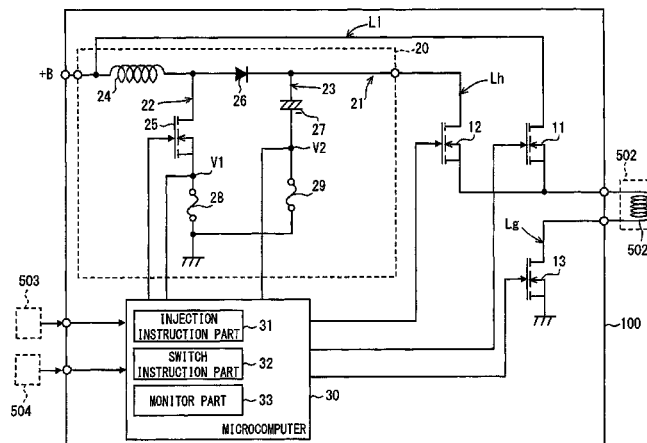 Ll
20
+B
24
22
26
23
21
Lh
25
27
12
11
V1
V2
502
28
29
Lg
502
13
503
504
INJECTION
INSTRUCTION PART
31
SWITCH
INSTRUCTION PART
32
MONITOR PART
33
MICROCOMPUTER
30
100